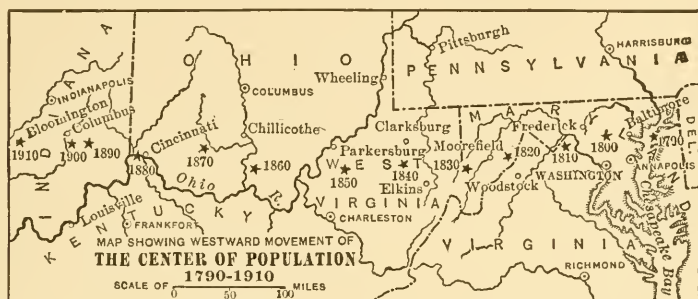 Pittsburgh
HARRISBURG
PENNSYLVANIA
OHIO
Wheeling
INDIANA
INDIANAPOLIS
COLUMBUS
Bloomington
Columbus
Cincinnati
Chillicothe
Clarksburg
MAR
Frederick
Baltimore
DEL
1910
1900
1890
1880
1870
1860
Parkersburg
Moorefield
1850
1840
1830
1820
1810
1800
1790
WEST
VIRGINIA
Elkins
Woodstock
WASHINGTON
ANNAPOLIS
Ohio
R.
Louisville
FRANKFORT
KENTUCKY
CHARLESTON
VIRGINIA
RICHMOND
Chesapeake Bay
MAP SHOWING WESTWARD MOVEMENT OF
THE CENTER OF POPULATION
1790-1910
SCALE OF MILES
0 50 100